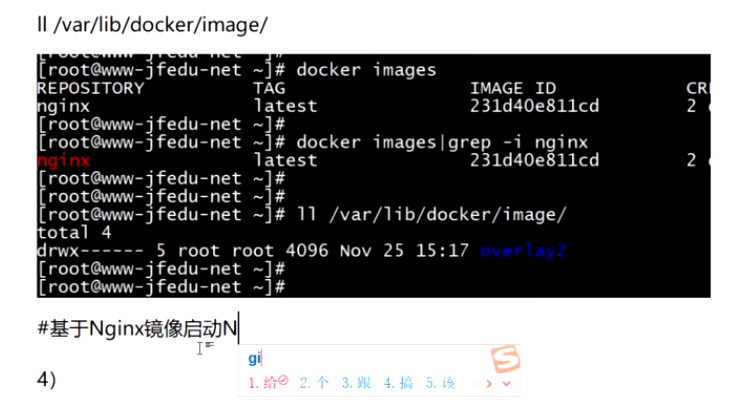 ll /var/lib/docker/image/
[root@www-jfedu-net ~]# docker images
REPOSITORY TAG IMAGE ID CR
nginx latest 231d40e811cd 2
[root@www-jfedu-net ~]#
[root@www-jfedu-net ~]# docker images|grep -i nginx
nginx latest 231d40e811cd 2
[root@www-jfedu-net ~]#
[root@www-jfedu-net ~]#
[root@www-jfedu-net ~]# ll /var/lib/docker/image/
total 4
drwx------ 5 root root 4096 Nov 25 15:17 overlay2
[root@www-jfedu-net ~]#
[root@www-jfedu-net ~]#
#基于Nginx镜像启动N
gi
1.给 2.个 3.跟 4.搞 5.该
4)